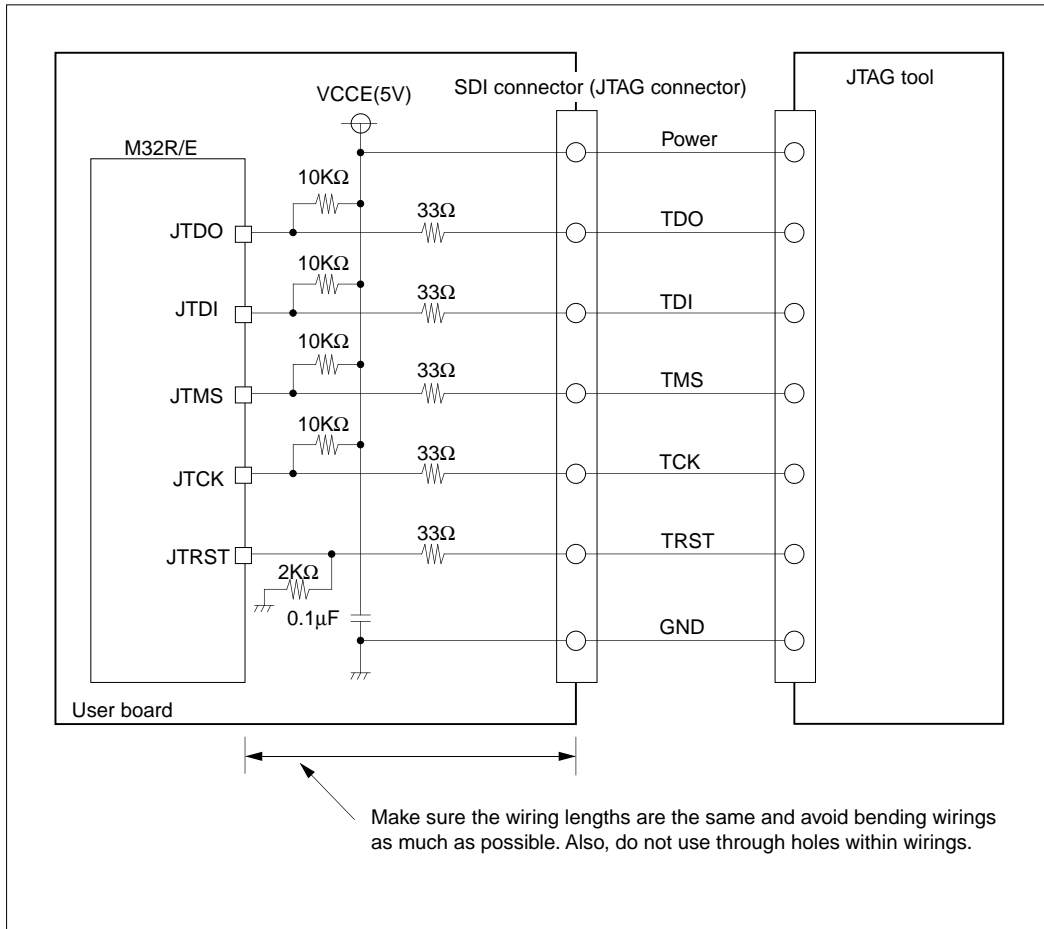 VCCE(5V)
SDI connector (JTAG connector)
JTAG tool
M32R/E
Power
10KΩ
33Ω
JTDO
TDO
10KΩ
33Ω
JTDI
TDI
10KΩ
33Ω
JTMS
TMS
10KΩ
33Ω
JTCK
TCK
33Ω
JTRST
TRST
2KΩ
0.1µF
GND
User board
Make sure the wiring lengths are the same and avoid bending wirings
as much as possible. Also, do not use through holes within wirings.